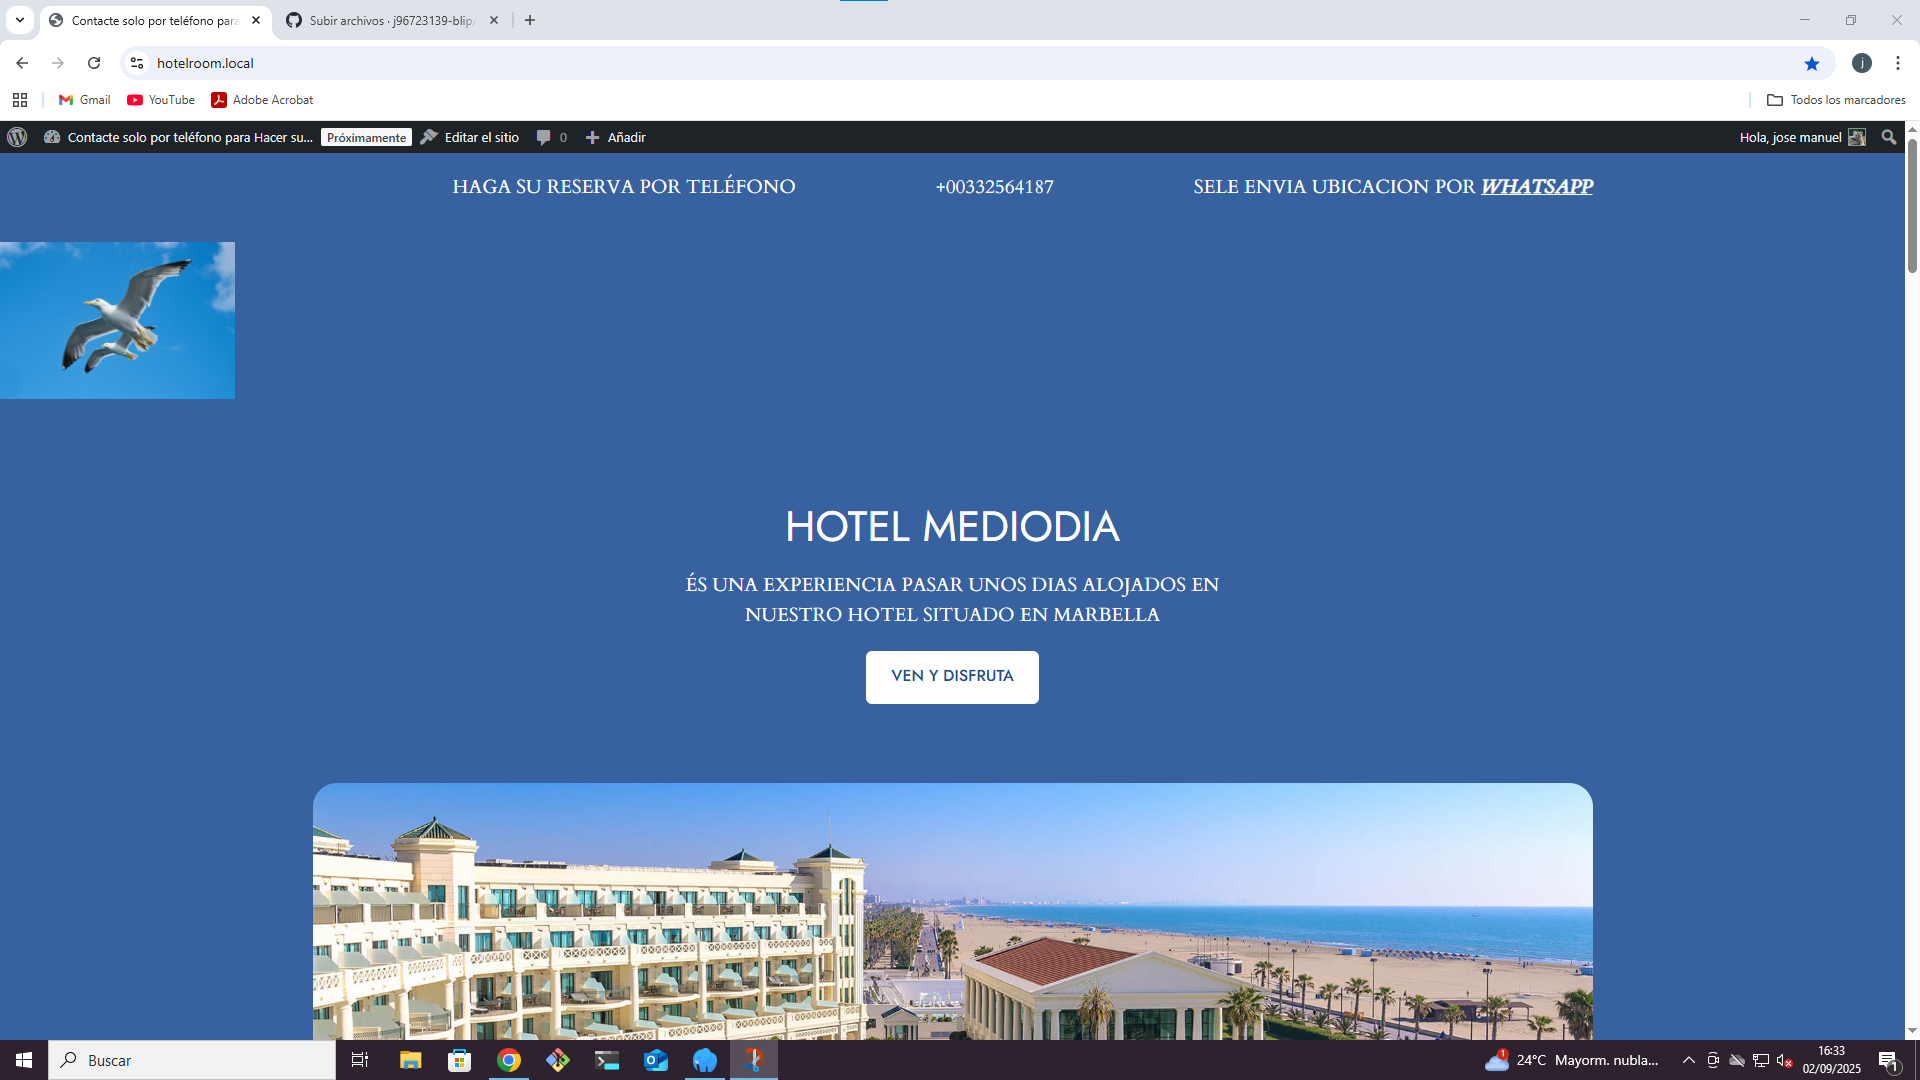 Contacte solo por teléfono para
Subir archivos · j96723139-blip/
hotelroom.local
j
Gmail
YouTube
Adobe Acrobat
Todos los marcadores
Contacte solo por teléfono para Hacer su...
Próximamente
Editar el sitio
0
Añadir
Hola, jose manuel
HAGA SU RESERVA POR TELÉFONO
+00332564187
SELE ENVIA UBICACION POR WHATSAPP
HOTEL MEDIODIA
ÉS UNA EXPERIENCIA PASAR UNOS DIAS ALOJADOS EN
NUESTRO HOTEL SITUADO EN MARBELLA
VEN Y DISFRUTA
Buscar
1
24°C Mayorm. nubla...
16:33
02/09/2025
1